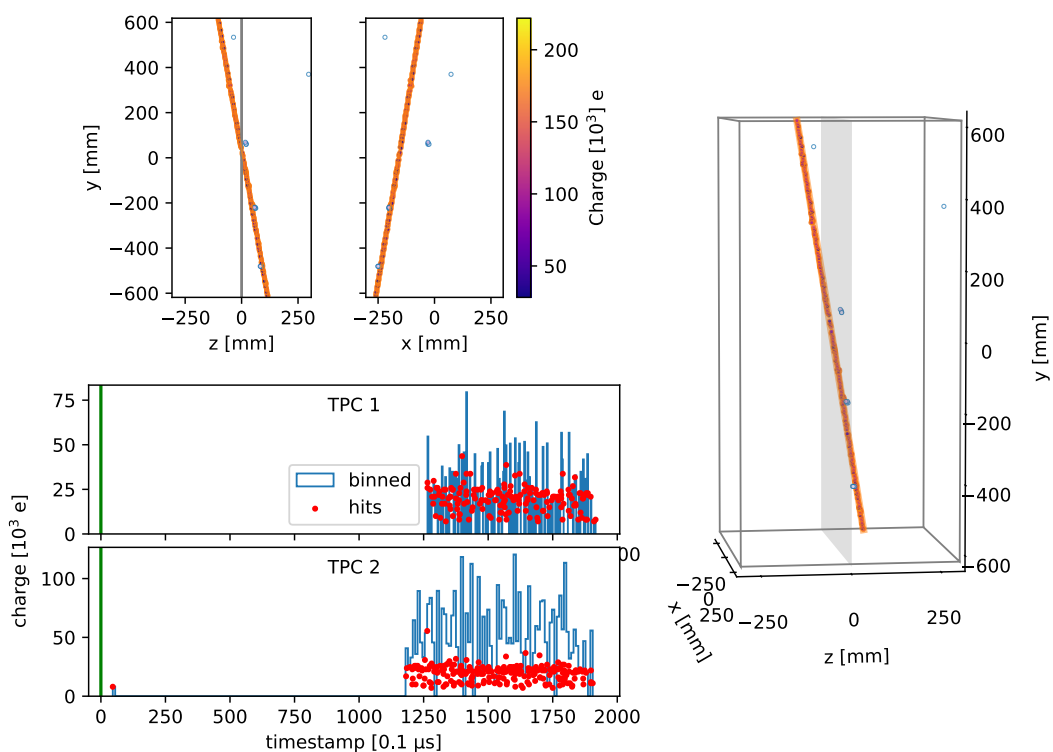 600
400
200
0
−200
−400
−600
y [mm]
−250 0 250
z [mm]
−250 0 250
x [mm]
200
150
100
50
Charge [10³] e
600
400
200
0
−200
−400
−600
y [mm]
−250
0
250
x [mm]
−250 0 250
z [mm]
TPC 1
75
50
25
0
binned
hits
charge [10³ e]
TPC 2
00
100
50
0
0 250 500 750 1000 1250 1500 1750 2000
timestamp [0.1 μs]